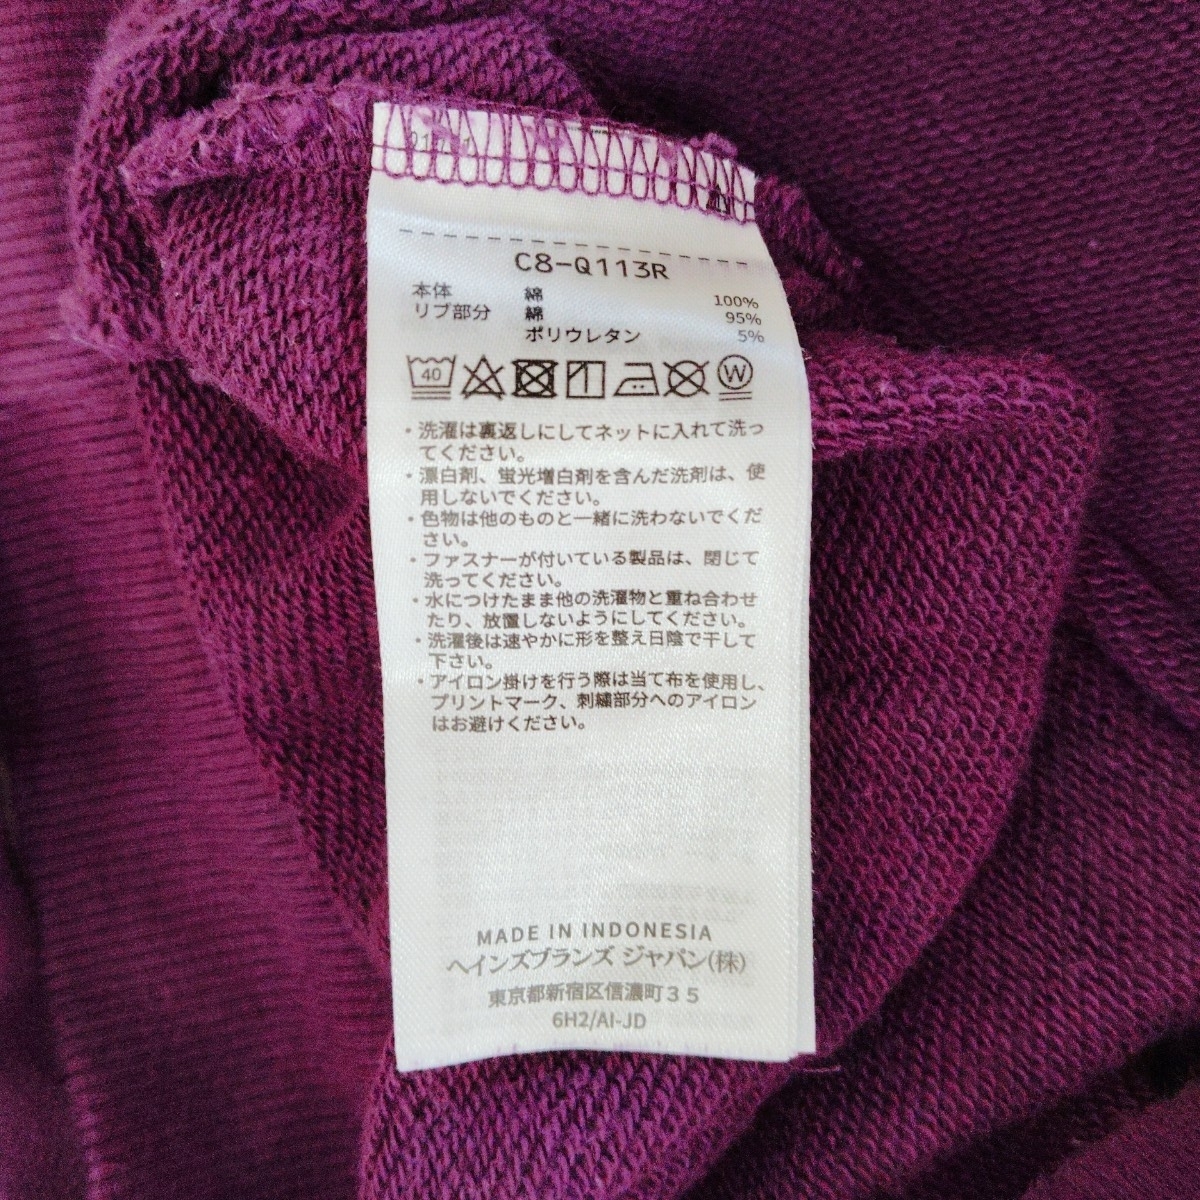 C8-Q113R
本体 綿 100%
リブ部分 綿 95%
ポリウレタン 5%
40 W
・洗濯は裏返しにしてネットに入れて洗っ
てください。
・漂白剤、蛍光増白剤を含んだ洗剤は、使
用しないでください。
・色物は他のものと一緒に洗わないでくだ
さい。
・ファスナーが付いている製品は、閉じて
洗ってください。
・水につけたまま他の洗濯物と重ね合わせ
たり、放置しないようにしてください。
・洗濯後は速やかに形を整え日陰で干して
下さい。
・アイロン掛けを行う際は当て布を使用し、
プリントマーク、刺繍部分へのアイロン
はお避けください。
MADE IN INDONESIA
ヘインズブランズ ジャパン(株)
東京都新宿区信濃町35
6H2/AI-JD